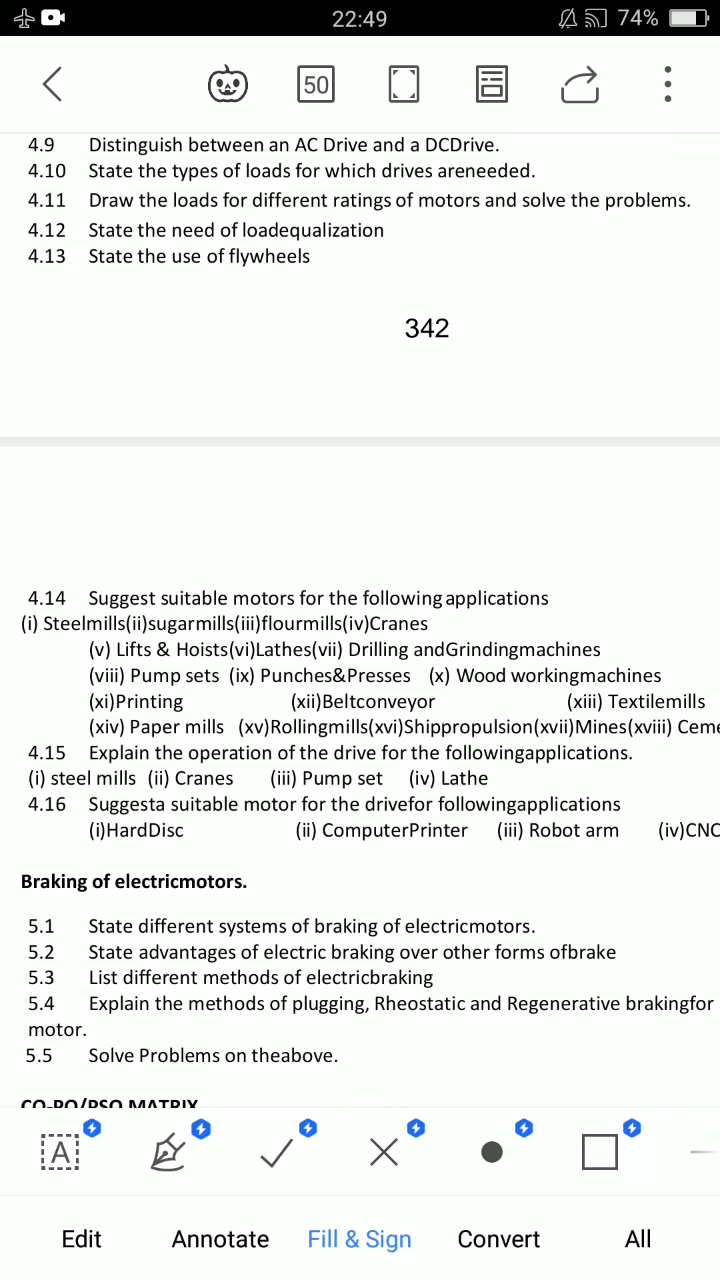 22:49
74%
50
4.9 Distinguish between an AC Drive and a DCDrive.
4.10 State the types of loads for which drives areneeded.
4.11 Draw the loads for different ratings of motors and solve the problems.
4.12 State the need of loadequalization
4.13 State the use of flywheels
342
4.14 Suggest suitable motors for the following applications
(i) Steelmills(ii)sugarmills(iii)flourmills(iv)Cranes
(v) Lifts & Hoists(vi)Lathes(vii) Drilling andGrindingmachines
(viii) Pump sets (ix) Punches&Presses (x) Wood workingmachines
(xi)Printing (xii)Beltconveyor (xiii) Textilemills
(xiv) Paper mills (xv)Rollingmills(xvi)Shippropulsion(xvii)Mines(xviii) Ceme
4.15 Explain the operation of the drive for the followingapplications.
(i) steel mills (ii) Cranes (iii) Pump set (iv) Lathe
4.16 Suggesta suitable motor for the drivefor followingapplications
(i)HardDisc (ii) ComputerPrinter (iii) Robot arm (iv)CNC
Braking of electricmotors.
5.1 State different systems of braking of electricmotors.
5.2 State advantages of electric braking over other forms ofbrake
5.3 List different methods of electricbraking
5.4 Explain the methods of plugging, Rheostatic and Regenerative brakingfor
motor.
5.5 Solve Problems on theabove.
CO-PO/PSO MATRIX
A
Edit Annotate Fill & Sign Convert All